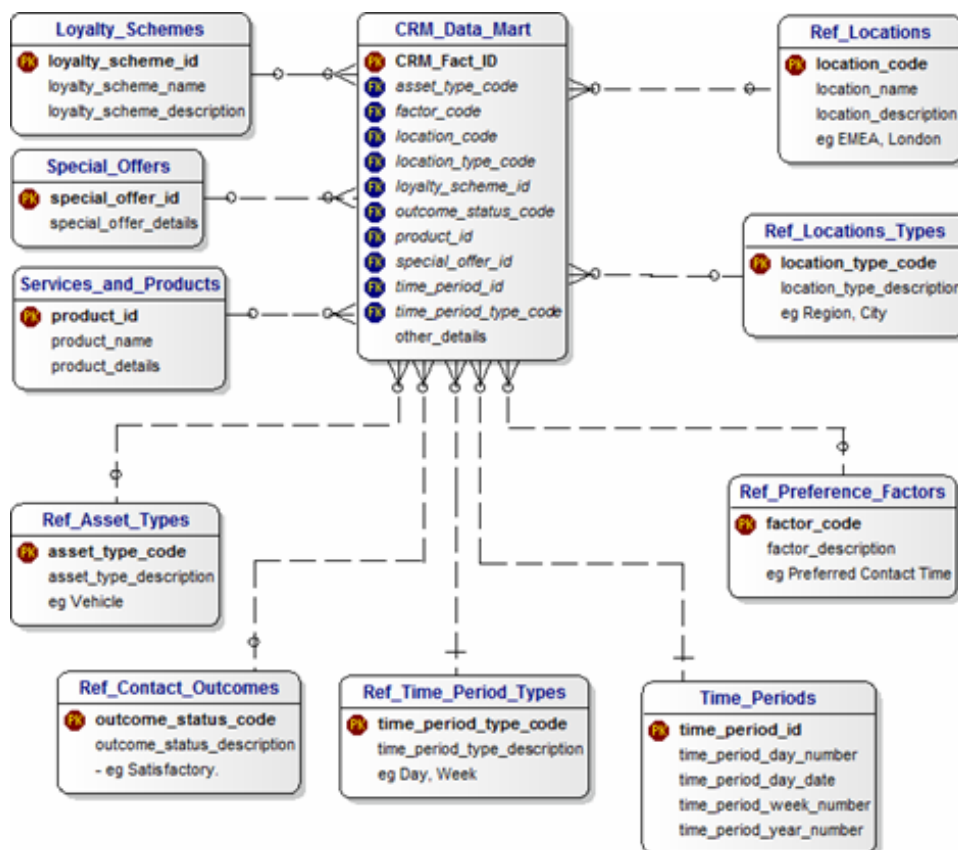 Loyalty_Schemes
PK loyalty_scheme_id
loyalty_scheme_name
loyalty_scheme_description
Special_Offers
PK special_offer_id
special_offer_details
Services_and_Products
PK product_id
product_name
product_details
CRM_Data_Mart
PK CRM_Fact_ID
FK asset_type_code
FK factor_code
FK location_code
FK location_type_code
FK loyalty_scheme_id
FK outcome_status_code
FK product_id
FK special_offer_id
FK time_period_id
FK time_period_type_code
other_details
Ref_Locations
PK location_code
location_name
location_description
eg EMEA, London
Ref_Locations_Types
PK location_type_code
location_type_description
eg Region, City
Ref_Asset_Types
PK asset_type_code
asset_type_description
eg Vehicle
Ref_Preference_Factors
PK factor_code
factor_description
eg Preferred Contact Time
Ref_Contact_Outcomes
PK outcome_status_code
outcome_status_description
- eg Satisfactory.
Ref_Time_Period_Types
PK time_period_type_code
time_period_type_description
eg Day, Week
Time_Periods
PK time_period_id
time_period_day_number
time_period_day_date
time_period_week_number
time_period_year_number